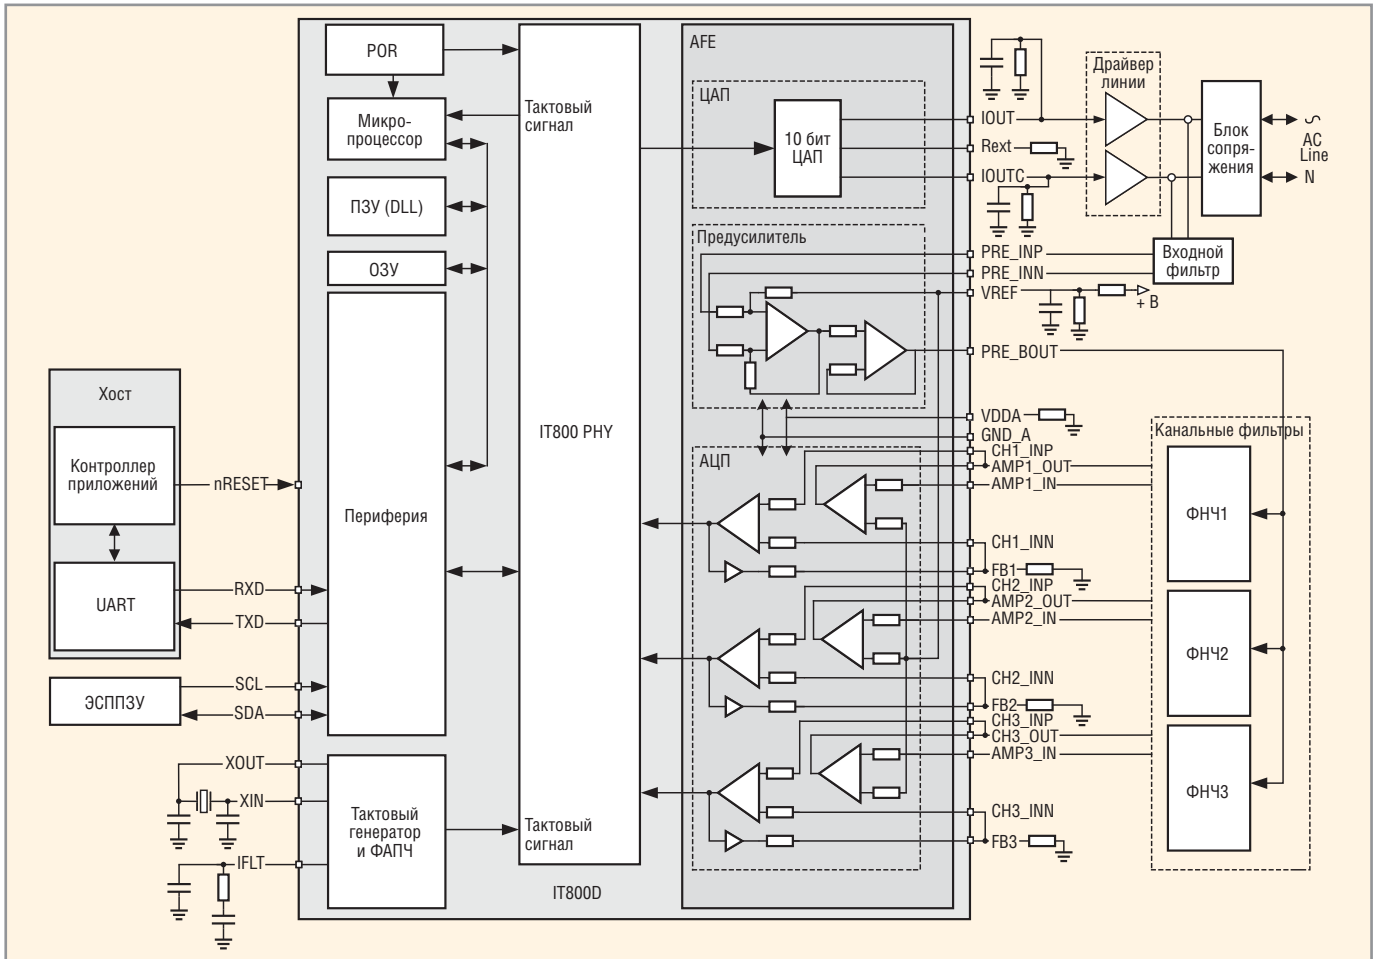 POR
Микро-
процессор
ПЗУ (DLL)
ОЗУ
Периферия
Тактовый
генератор
и ФАПЧ
Хост
Контроллер
приложений
UART
ЭСППЗУ
nRESET
RXD
TXD
SCL
SDA
XOUT
XIN
IFLT
Тактовый
сигнал
IT800 PHY
Тактовый
сигнал
IT800D
AFE
ЦАП
10 бит
ЦАП
Предусилитель
АЦП
IOUT
Rext
IOUTC
PRE_INP
PRE_INN
VREF
+ B
PRE_BOUT
VDDA
GND_A
CH1_INP
AMP1_OUT
AMP1_IN
CH1_INN
FB1
CH2_INP
AMP2_OUT
AMP2_IN
CH2_INN
FB2
CH3_INP
CH3_OUT
AMP3_IN
CH3_INN
FB3
Драйвер
линии
Блок
сопря-
жения
AC
Line
N
Входной
фильтр
Канальные фильтры
ФНЧ1
ФНЧ2
ФНЧ3